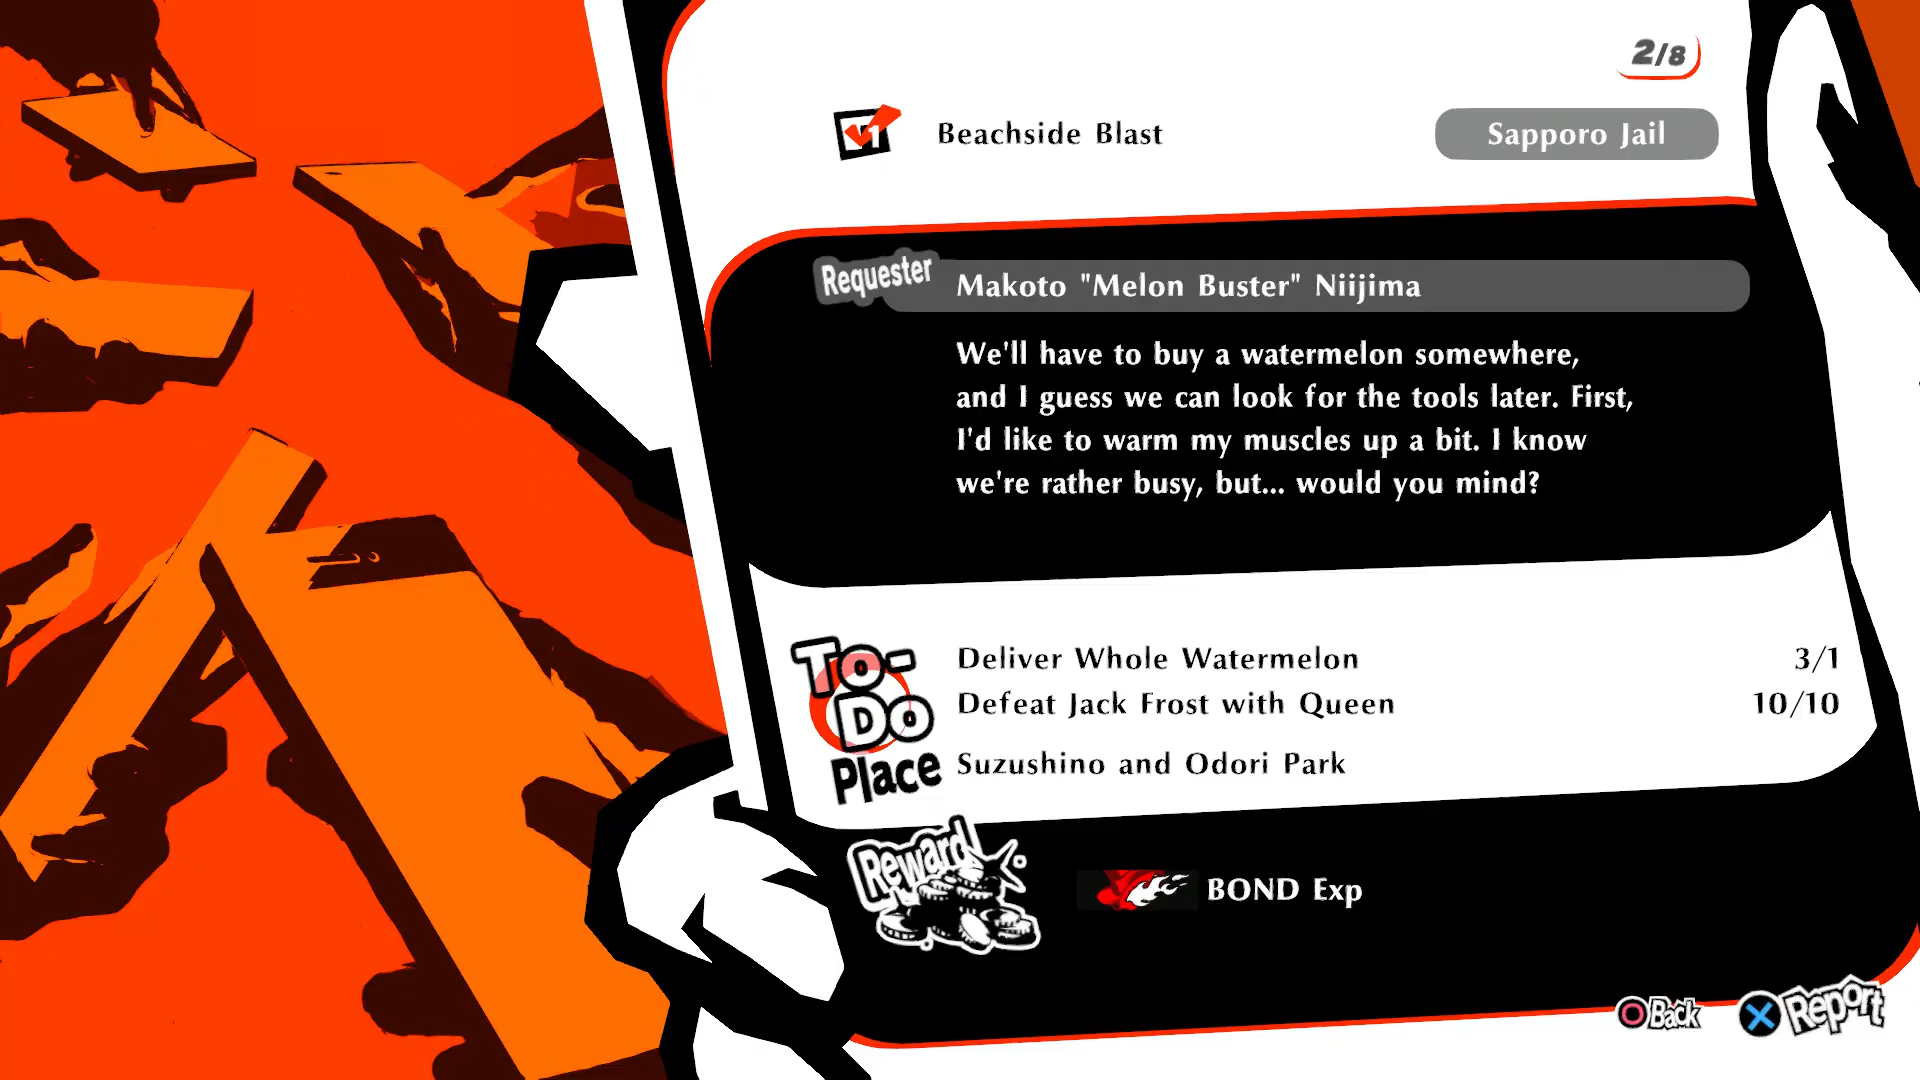 2/8
Beachside Blast
Sapporo Jail
Requester
Makoto "Melon Buster" Niijima
We'll have to buy a watermelon somewhere,
and I guess we can look for the tools later. First,
I'd like to warm my muscles up a bit. I know
we're rather busy, but... would you mind?
To-Do
Deliver Whole Watermelon 3/1
Defeat Jack Frost with Queen 10/10
Place
Suzushino and Odori Park
Reward
BOND Exp
Back
Report